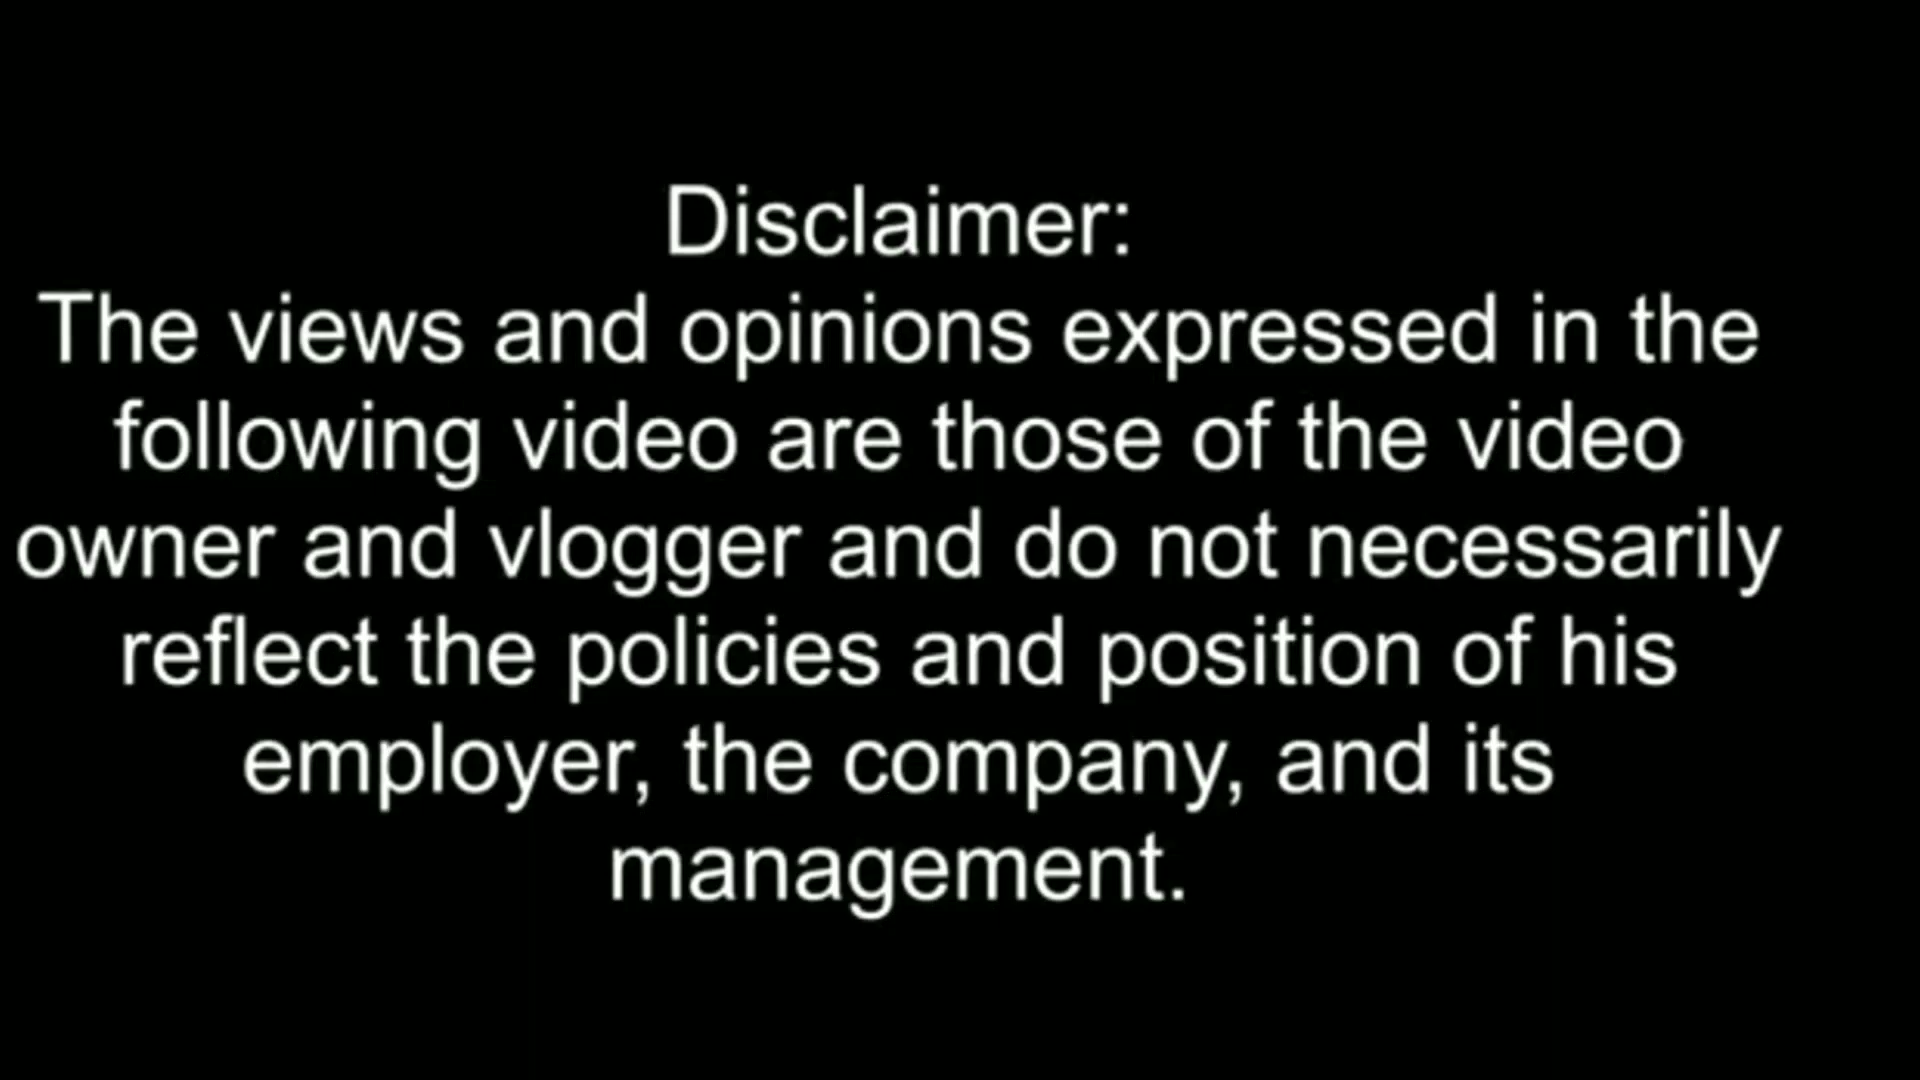 Disclaimer:
The views and opinions expressed in the
following video are those of the video
owner and vlogger and do not necessarily
reflect the policies and position of his
employer, the company, and its
management.